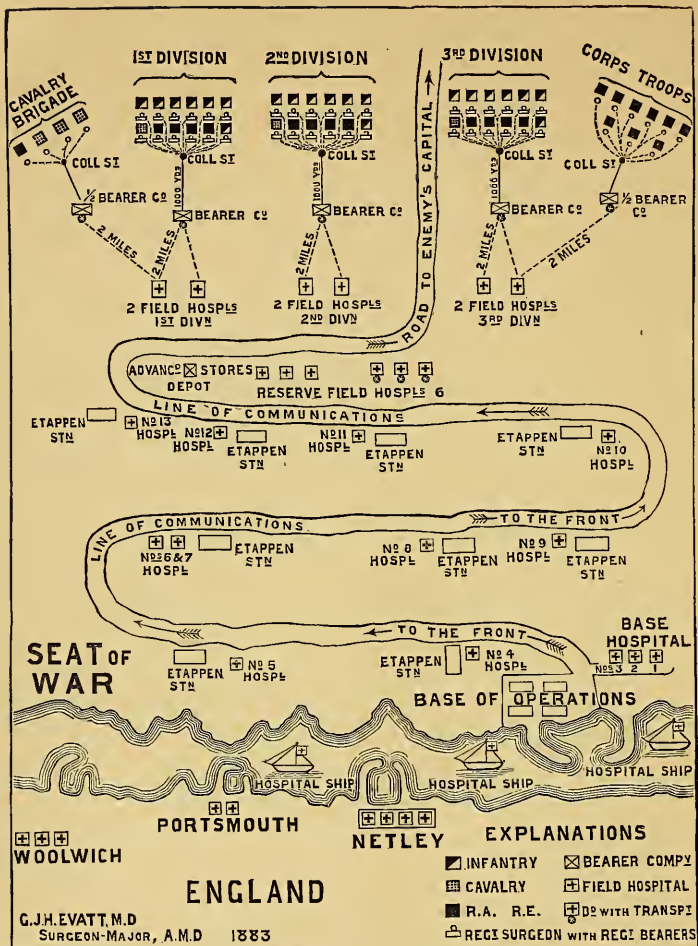 1ST DIVISION
2ND DIVISION
3RD DIVISION
CORPS TROOPS
CAVALRY
BRIGADE
COLL ST
COLL ST
COLL ST
COLL ST
COLL ST
1000 YDS
1000 YDS
1000 YDS
½ BEARER CO
BEARER CO
BEARER CO
BEARER CO
½ BEARER
CO
2 MILES
2 MILES
2 MILES
2 MILES
2 MILES
2 FIELD HOSPLS
1ST DIVN
2 FIELD HOSPLS
2ND DIVN
2 FIELD HOSPLS
3RD DIVN
ROAD TO ENEMY'S CAPITAL
ADVANCD STORES
DEPOT
RESERVE FIELD HOSPLS 6
LINE OF COMMUNICATIONS
ETAPPEN
STN
No 13
HOSPL
No 12
HOSPL
ETAPPEN
STN
No 11
HOSPL
ETAPPEN
STN
ETAPPEN
STN
No 10
HOSPL
LINE OF COMMUNICATIONS
TO THE FRONT
Nos 6 & 7
HOSPL
ETAPPEN
STN
No 8
HOSPL
ETAPPEN
STN
No 9
HOSPL
ETAPPEN
STN
TO THE FRONT
SEAT OF
WAR
ETAPPEN
STN
No 5
HOSPL
ETAPPEN
STN
No 4
HOSPL
BASE
HOSPITAL
Nos 3 2 1
BASE OF OPERATIONS
HOSPITAL SHIP
HOSPITAL SHIP
HOSPITAL SHIP
WOOLWICH
PORTSMOUTH
NETLEY
ENGLAND
EXPLANATIONS
INFANTRY
BEARER COMPY
CAVALRY
FIELD HOSPITAL
R.A. R.E.
DO WITH TRANSPT
REGT SURGEON WITH REGT BEARERS
G.J.H. EVATT, M.D
SURGEON-MAJOR, A.M.D 1883